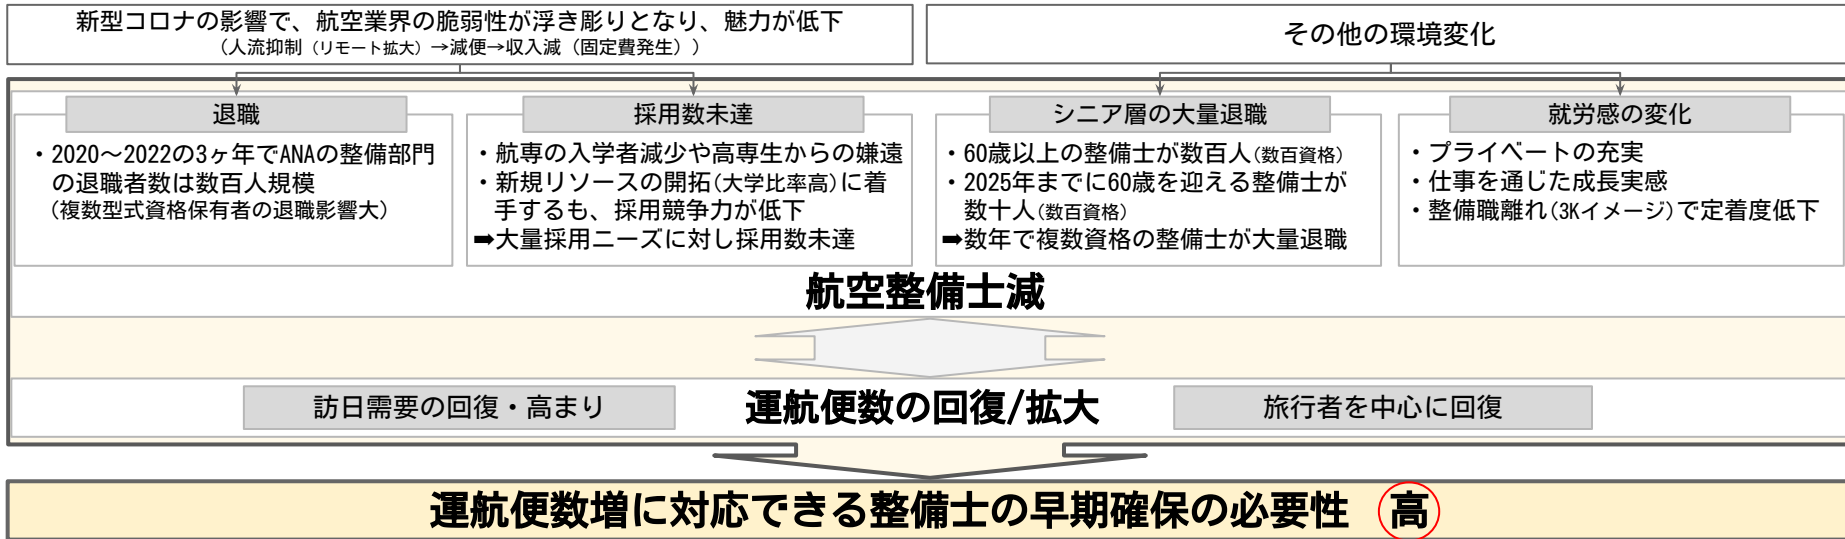 新型コロナの影響で、航空業界の脆弱性が浮き彫りとなり、魅力が低下
(人流抑制(リモート拡大)→減便→収入減(固定費発生))
その他の環境変化
退職
・2020〜2022の3ヶ年でANAの整備部門
の退職者数は数百人規模
(複数型式資格保有者の退職影響大)
採用数未達
・航専の入学者減少や高専生からの嫌遠
・新規リソースの開拓(大学比率高)に着
手するも、採用競争力が低下
➡大量採用ニーズに対し採用数未達
シニア層の大量退職
・60歳以上の整備士が数百人(数百資格)
・2025年までに60歳を迎える整備士が
数十人(数百資格)
➡数年で複数資格の整備士が大量退職
就労感の変化
・プライベートの充実
・仕事を通じた成長実感
・整備職離れ(3Kイメージ)で定着度低下
航空整備士減
訪日需要の回復・高まり
運航便数の回復/拡大
旅行者を中心に回復
運航便数増に対応できる整備士の早期確保の必要性 高